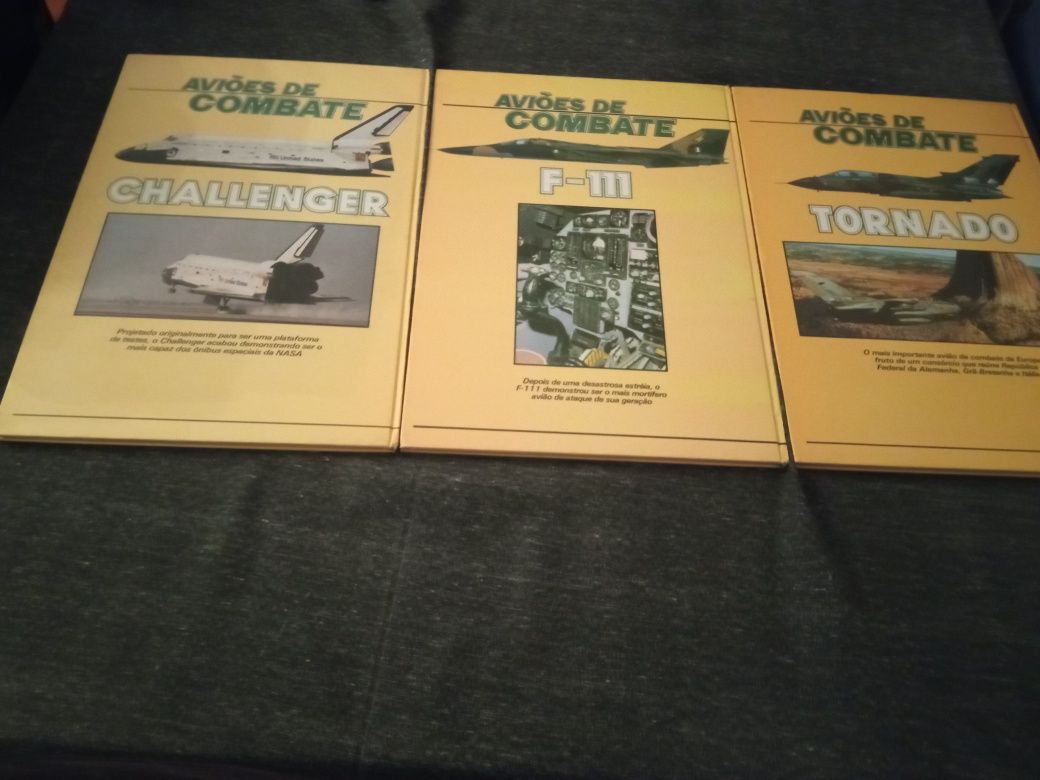 AVIÕES DE
COMBATE
United States
CHALLENGER
Projetado originalmente para ser uma plataforma
de testes, o Challenger acabou demonstrando ser o
mais capaz dos ônibus espaciais da NASA
AVIÕES DE
COMBATE
F-111
Depois de uma desastrosa estréia, o
F-111 demonstrou ser o mais mortífero
avião de ataque de sua geração
AVIÕES DE
COMBATE
TORNADO
O mais importante avião de combate da Europa
fruto de um consórcio que reúne República
Federal da Alemanha, Grã-Bretanha e